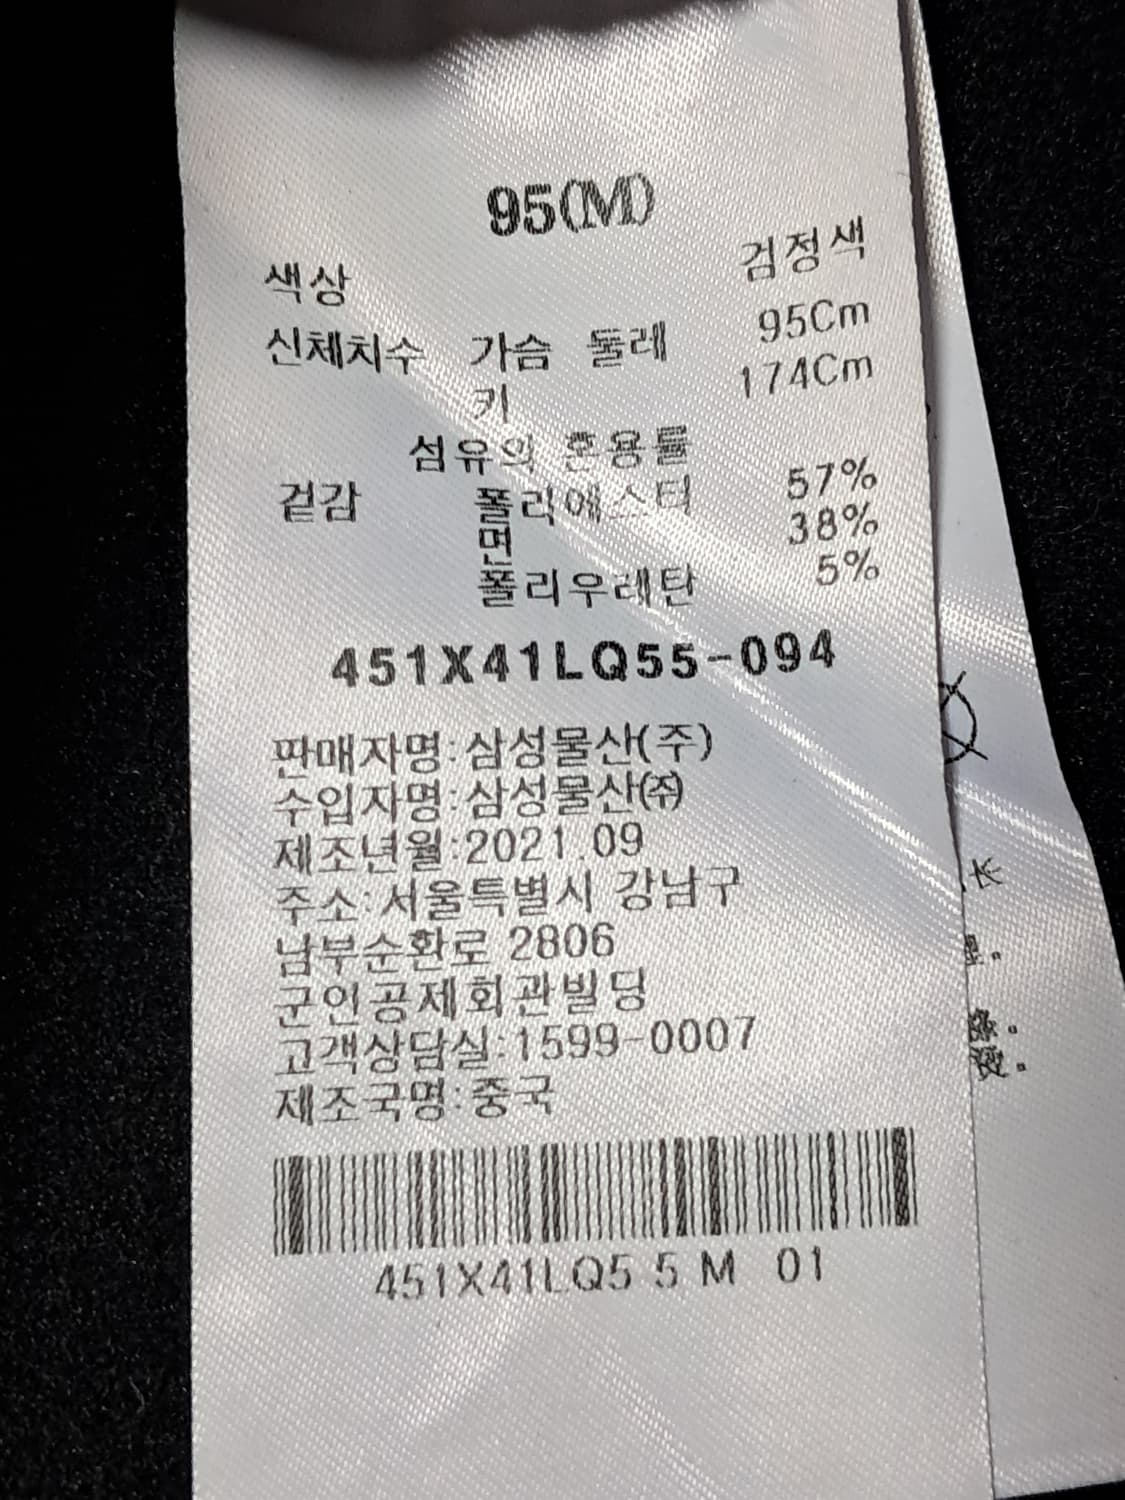 95(M)
색상 검정색
신체치수 가슴 둘레 95Cm
키 174Cm
섬유의 혼용률
겉감 폴리에스터 57%
면 38%
폴리우레탄 5%
451X41LQ55-094
판매자명:삼성물산(주)
수입자명:삼성물산㈜
제조년월:2021.09
주소:서울특별시 강남구
남부순환로 2806
군인공제회관빌딩
고객상담실:1599-0007
제조국명:중국
451X41LQ5 5 M 01